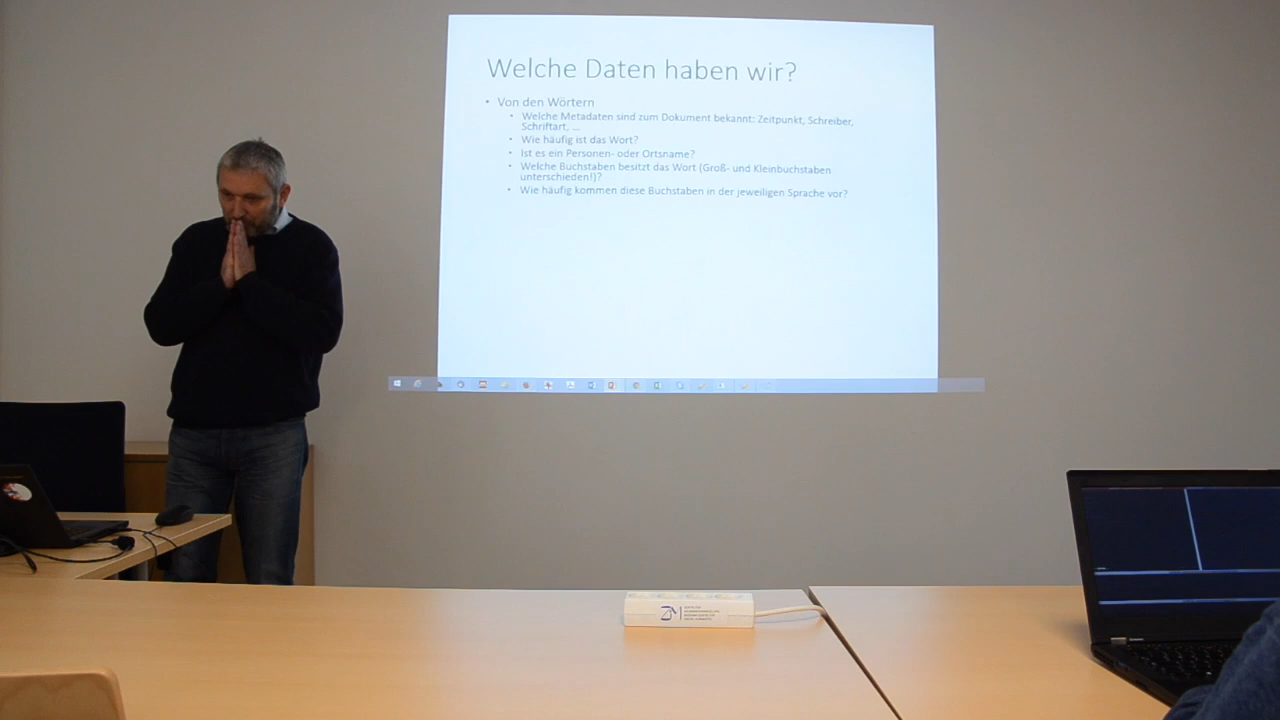 Welche Daten haben wir?
• Von den Wörtern
• Welche Metadaten sind zum Dokument bekannt: Zeitpunkt, Schreiber,
Schriftart, ...
• Wie häufig ist das Wort?
• Ist es ein Personen- oder Ortsname?
• Welche Buchstaben besitzt das Wort (Groß- und Kleinbuchstaben
unterschieden!)?
• Wie häufig kommen diese Buchstaben in der jeweiligen Sprache vor?